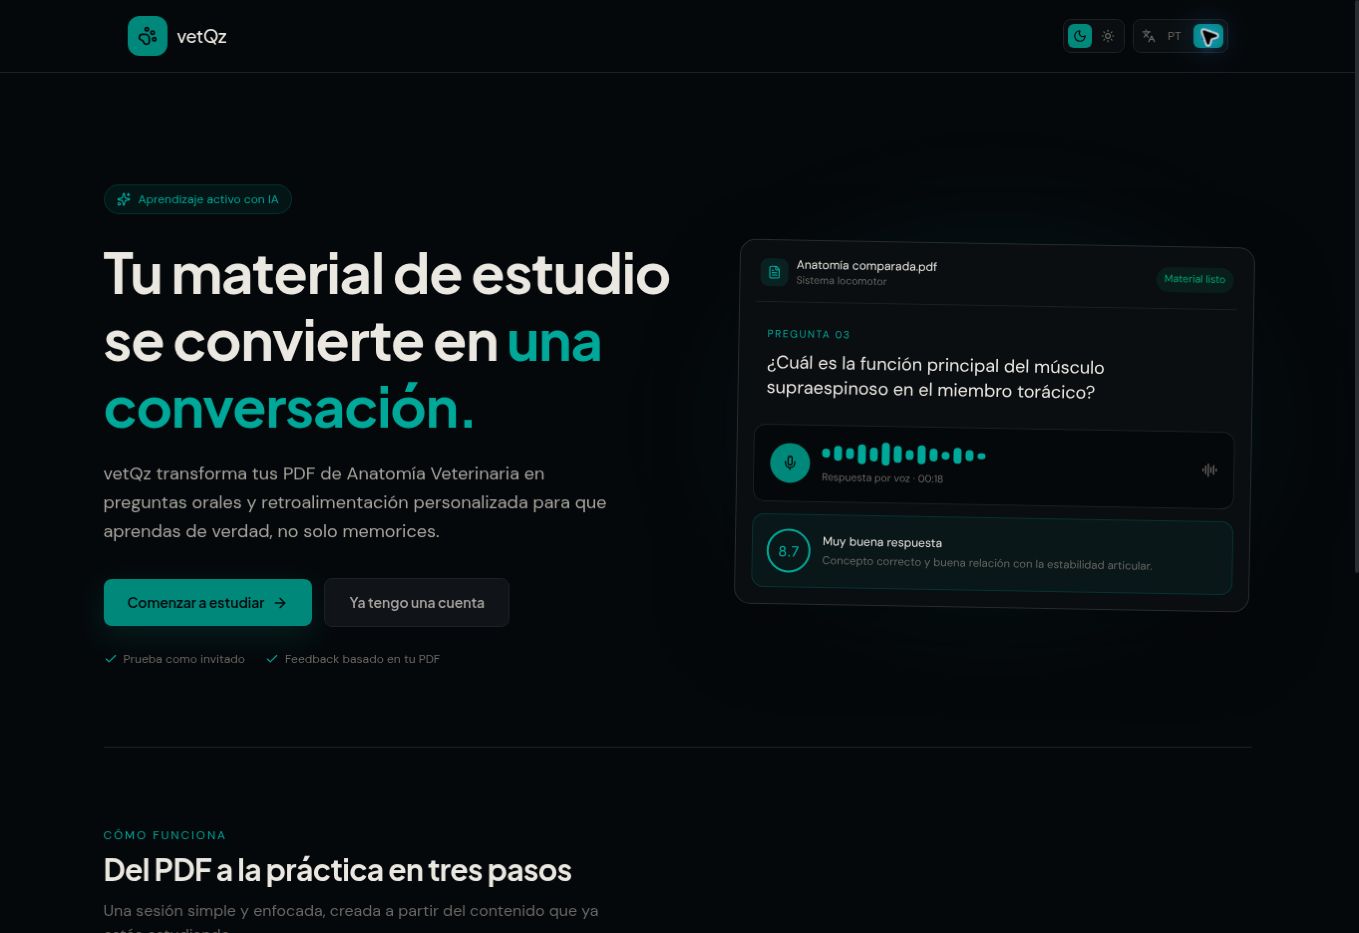 vetQz
PT
Aprendizaje activo con IA
Tu material de estudio
se convierte en una
conversación.
vetQz transforma tus PDF de Anatomía Veterinaria en
preguntas orales y retroalimentación personalizada para que
aprendas de verdad, no solo memorices.
Comenzar a estudiar
Ya tengo una cuenta
Prueba como invitado
Feedback basado en tu PDF
Anatomía comparada.pdf
Sistema locomotor
Material listo
PREGUNTA 03
¿Cuál es la función principal del músculo
supraespinoso en el miembro torácico?
Respuesta por voz · 00:18
8.7
Muy buena respuesta
Concepto correcto y buena relación con la estabilidad articular.
CÓMO FUNCIONA
Del PDF a la práctica en tres pasos
Una sesión simple y enfocada, creada a partir del contenido que ya